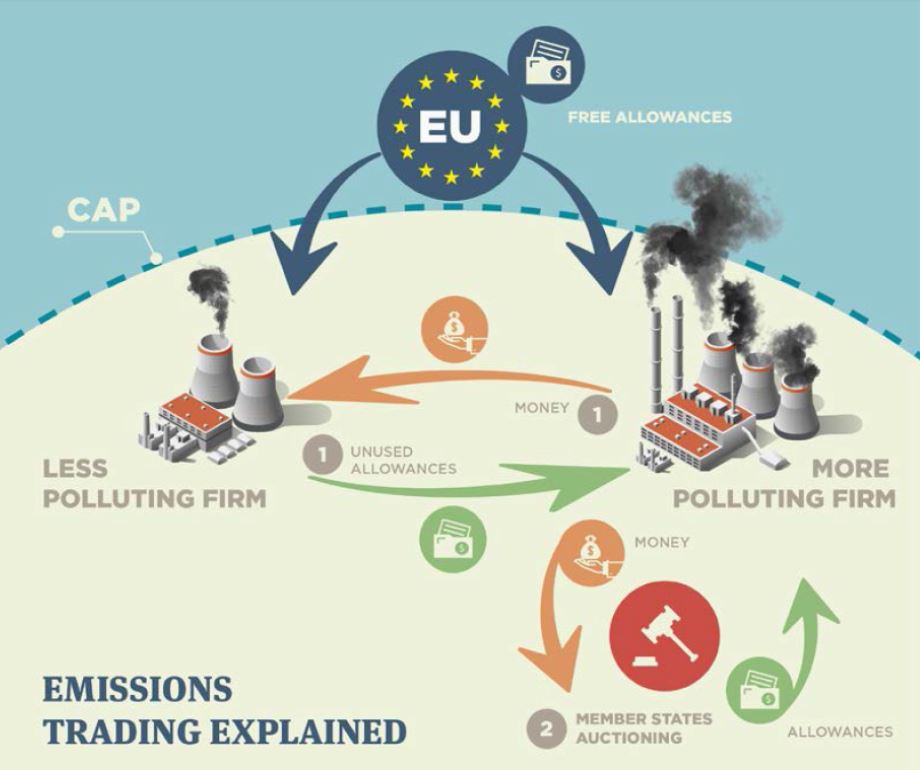 EU
FREE ALLOWANCES
CAP
MONEY 1
1 UNUSED
ALLOWANCES
LESS
POLLUTING FIRM
MORE
POLLUTING FIRM
MONEY
EMISSIONS
TRADING EXPLAINED
2 MEMBER STATES
AUCTIONING
ALLOWANCES